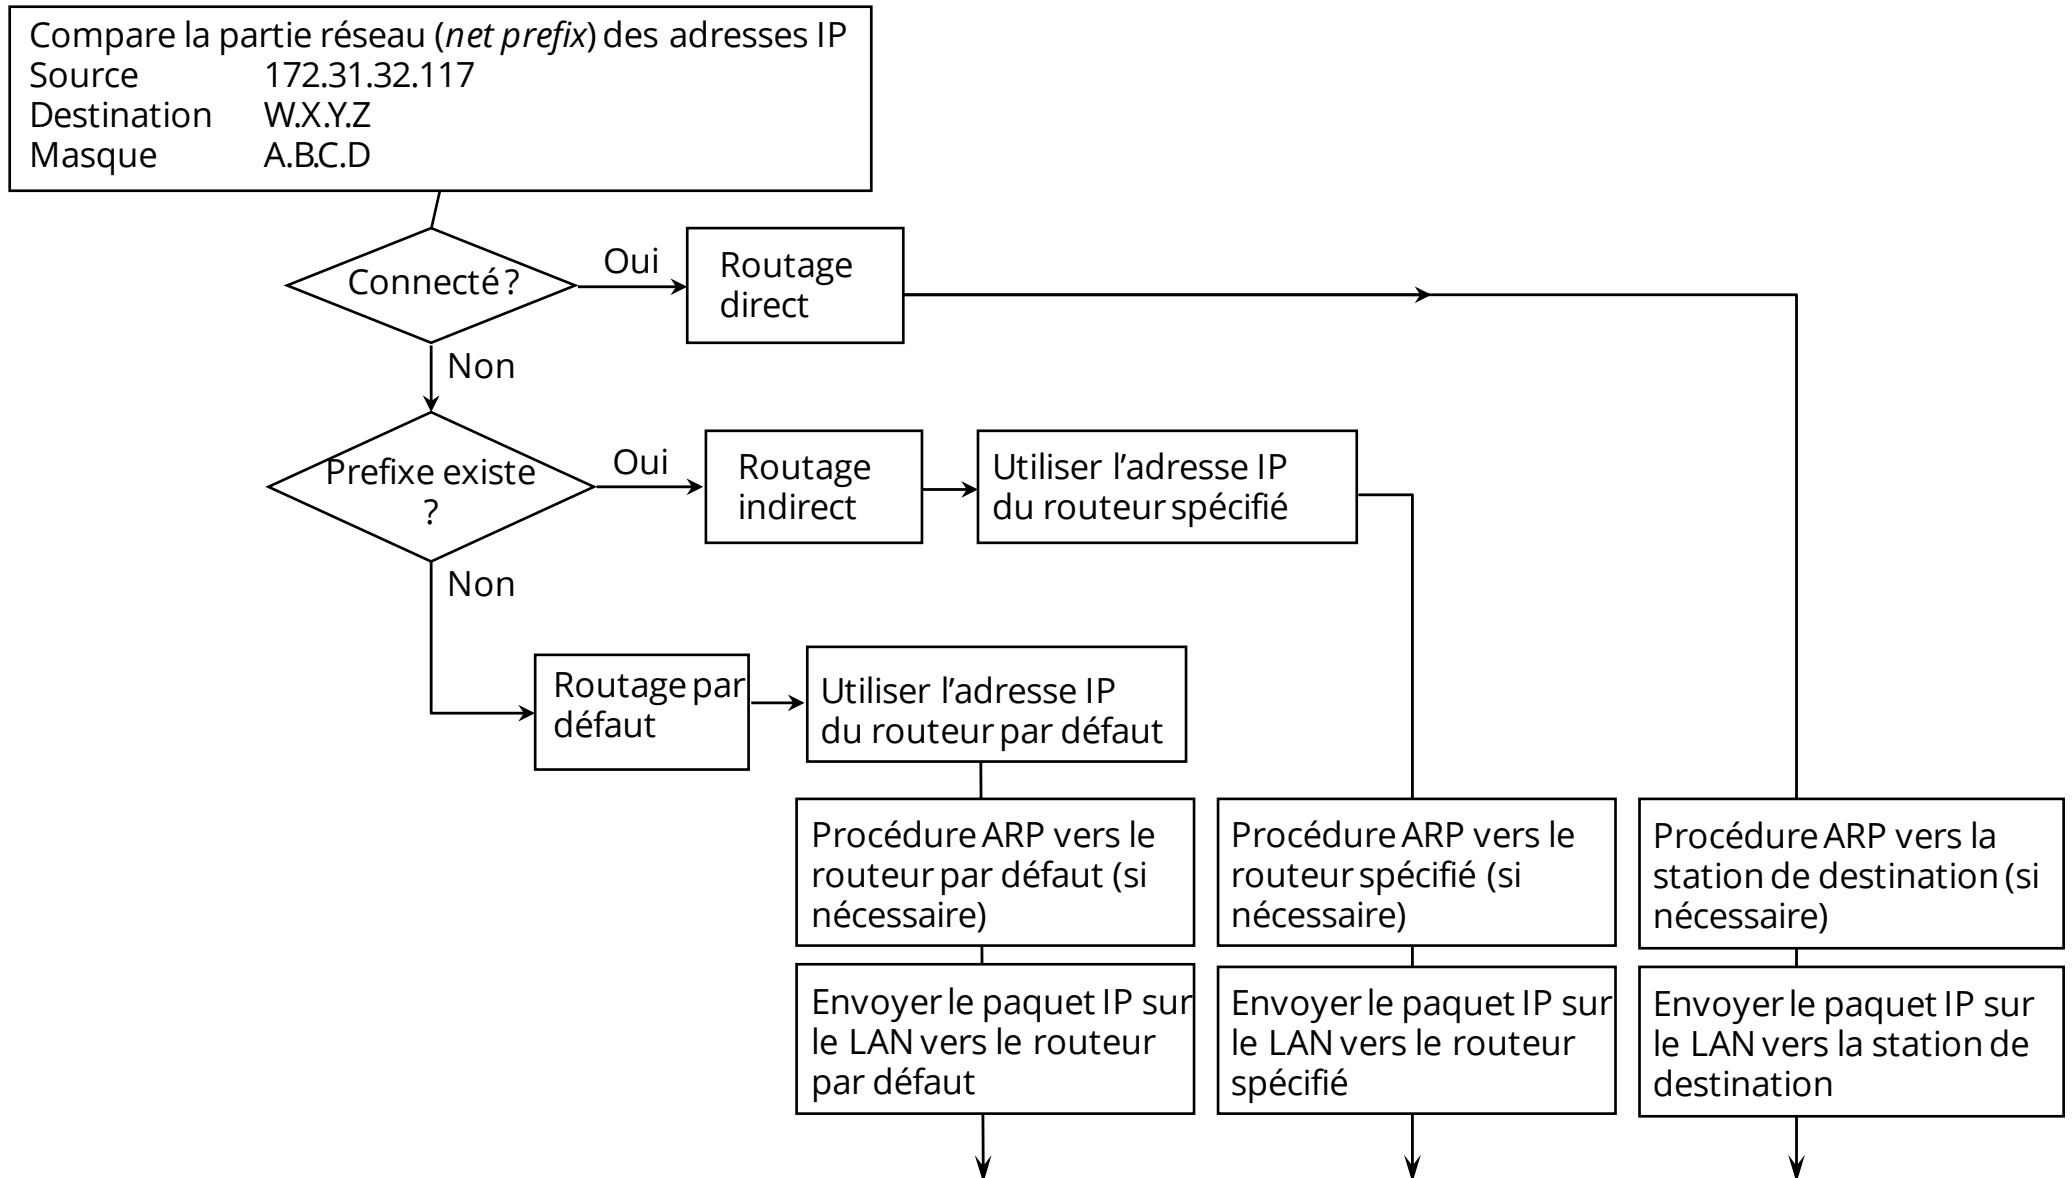 Compare la partie réseau (net prefix) des adresses IP
Source 172.31.32.117
Destination W.X.Y.Z
Masque A.B.C.D
Connecté ?
Oui
Routage
direct
Non
Prefixe existe
?
Oui
Routage
indirect
Utiliser l’adresse IP
du routeur spécifié
Non
Routage par
défaut
Utiliser l’adresse IP
du routeur par défaut
Procédure ARP vers le
routeur par défaut (si
nécessaire)
Procédure ARP vers le
routeur spécifié (si
nécessaire)
Procédure ARP vers la
station de destination (si
nécessaire)
Envoyer le paquet IP sur
le LAN vers le routeur
par défaut
Envoyer le paquet IP sur
le LAN vers le routeur
spécifié
Envoyer le paquet IP sur
le LAN vers la station de
destination